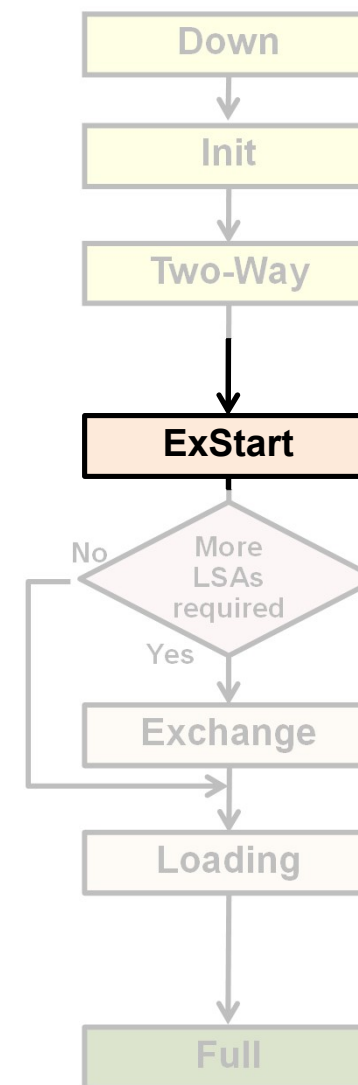 Down
Init
Two-Way
ExStart
No
More
LSAs
required
Yes
Exchange
Loading
Full